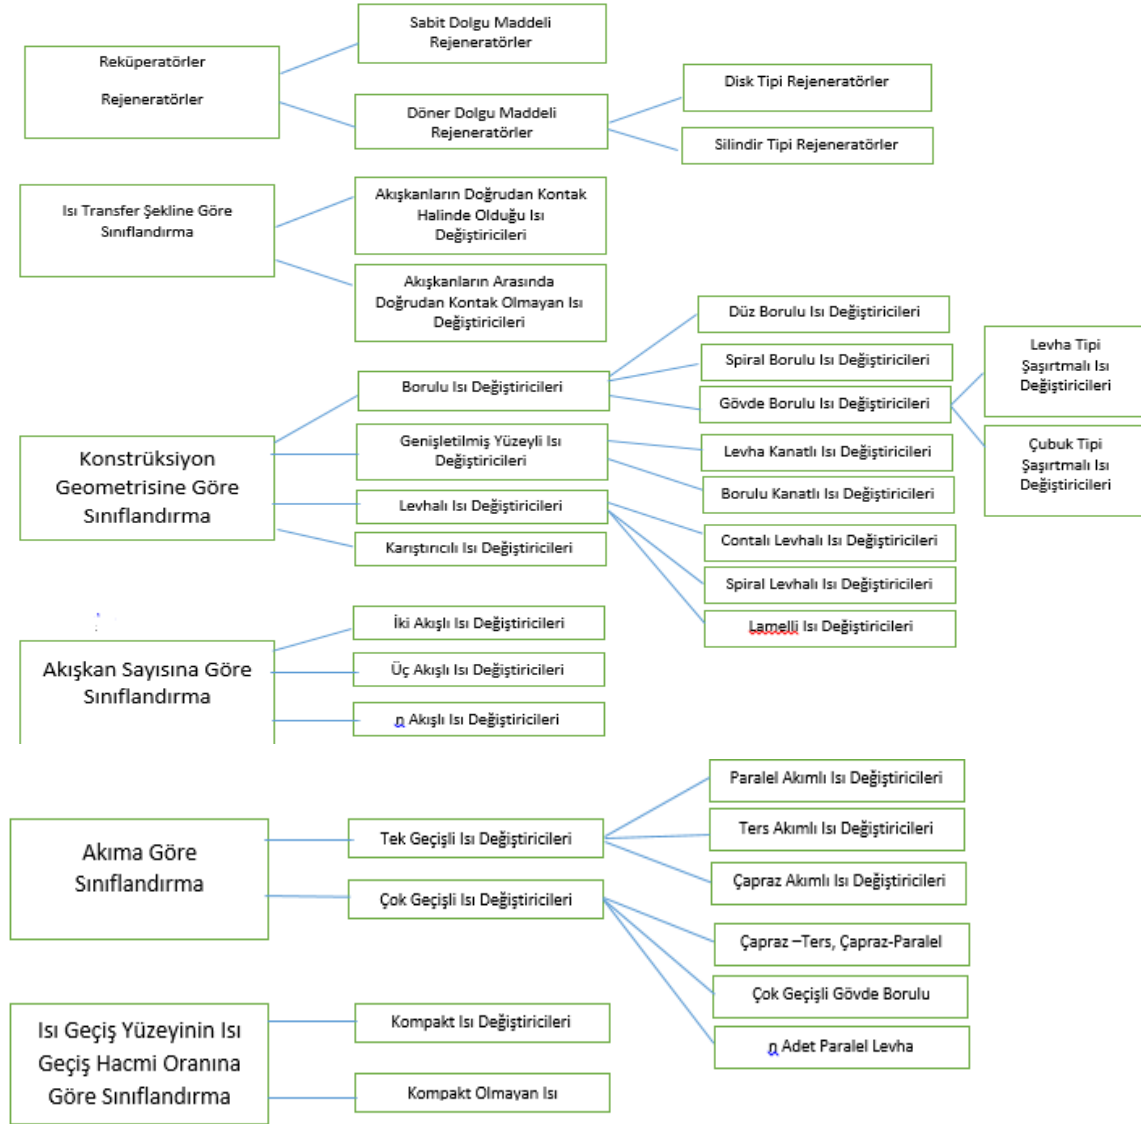 Reküperatörler
Rejeneratörler
Sabit Dolgu Maddeli
Rejeneratörler
Döner Dolgu Maddeli
Rejeneratörler
Disk Tipi Rejeneratörler
Silindir Tipi Rejeneratörler
Isı Transfer Şekline Göre
Sınıflandırma
Akışkanların Doğrudan Kontak
Halinde Olduğu Isı
Değiştiricileri
Akışkanların Arasında
Doğrudan Kontak Olmayan Isı
Değiştiricileri
Konstrüksiyon
Geometrisine Göre
Sınıflandırma
Borulu Isı Değiştiricileri
Düz Borulu Isı Değiştiricileri
Spiral Borulu Isı Değiştiricileri
Gövde Borulu Isı Değiştiricileri
Levha Tipi
Şaşırtmalı Isı
Değiştiricileri
Çubuk Tipi
Şaşırtmalı Isı
Değiştiricileri
Genişletilmiş Yüzeyli Isı
Değiştiricileri
Levha Kanatlı Isı Değiştiricileri
Borulu Kanatlı Isı Değiştiricileri
Levhalı Isı Değiştiricileri
Contalı Levhalı Isı Değiştiricileri
Spiral Levhalı Isı Değiştiricileri
Lamelli Isı Değiştiricileri
Karıştırıcılı Isı Değiştiricileri
Akışkan Sayısına Göre
Sınıflandırma
İki Akışlı Isı Değiştiricileri
Üç Akışlı Isı Değiştiricileri
n Akışlı Isı Değiştiricileri
Akıma Göre
Sınıflandırma
Tek Geçişli Isı Değiştiricileri
Paralel Akımlı Isı Değiştiricileri
Ters Akımlı Isı Değiştiricileri
Çapraz Akımlı Isı Değiştiricileri
Çok Geçişli Isı Değiştiricileri
Çapraz –Ters, Çapraz-Paralel
Çok Geçişli Gövde Borulu
n Adet Paralel Levha
Isı Geçiş Yüzeyinin Isı
Geçiş Hacmi Oranına
Göre Sınıflandırma
Kompakt Isı Değiştiricileri
Kompakt Olmayan Isı